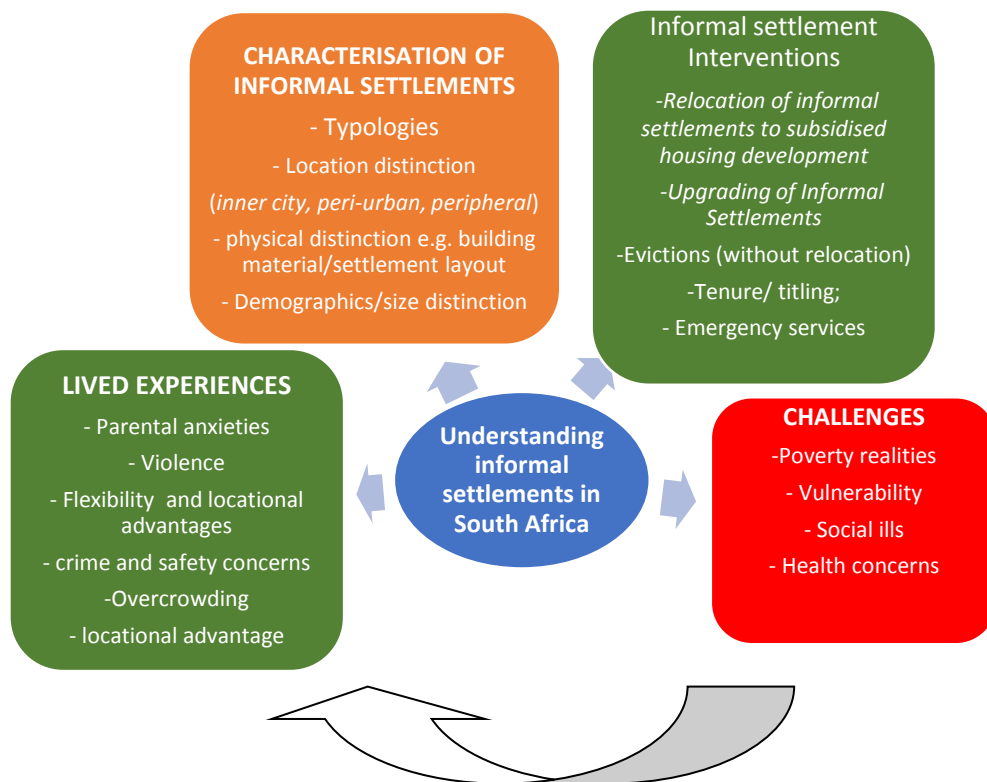 CHARACTERISATION OF
INFORMAL SETTLEMENTS
- Typologies
- Location distinction
(inner city, peri-urban, peripheral)
- physical distinction e.g. building
material/settlement layout
- Demographics/size distinction
Informal settlement
Interventions
-Relocation of informal
settlements to subsidised
housing development
-Upgrading of Informal
Settlements
-Evictions (without relocation)
-Tenure/ titling;
- Emergency services
LIVED EXPERIENCES
- Parental anxieties
- Violence
- Flexibility and locational
advantages
- crime and safety concerns
-Overcrowding
- locational advantage
Understanding
informal
settlements in
South Africa
CHALLENGES
-Poverty realities
- Vulnerability
- Social ills
- Health concerns